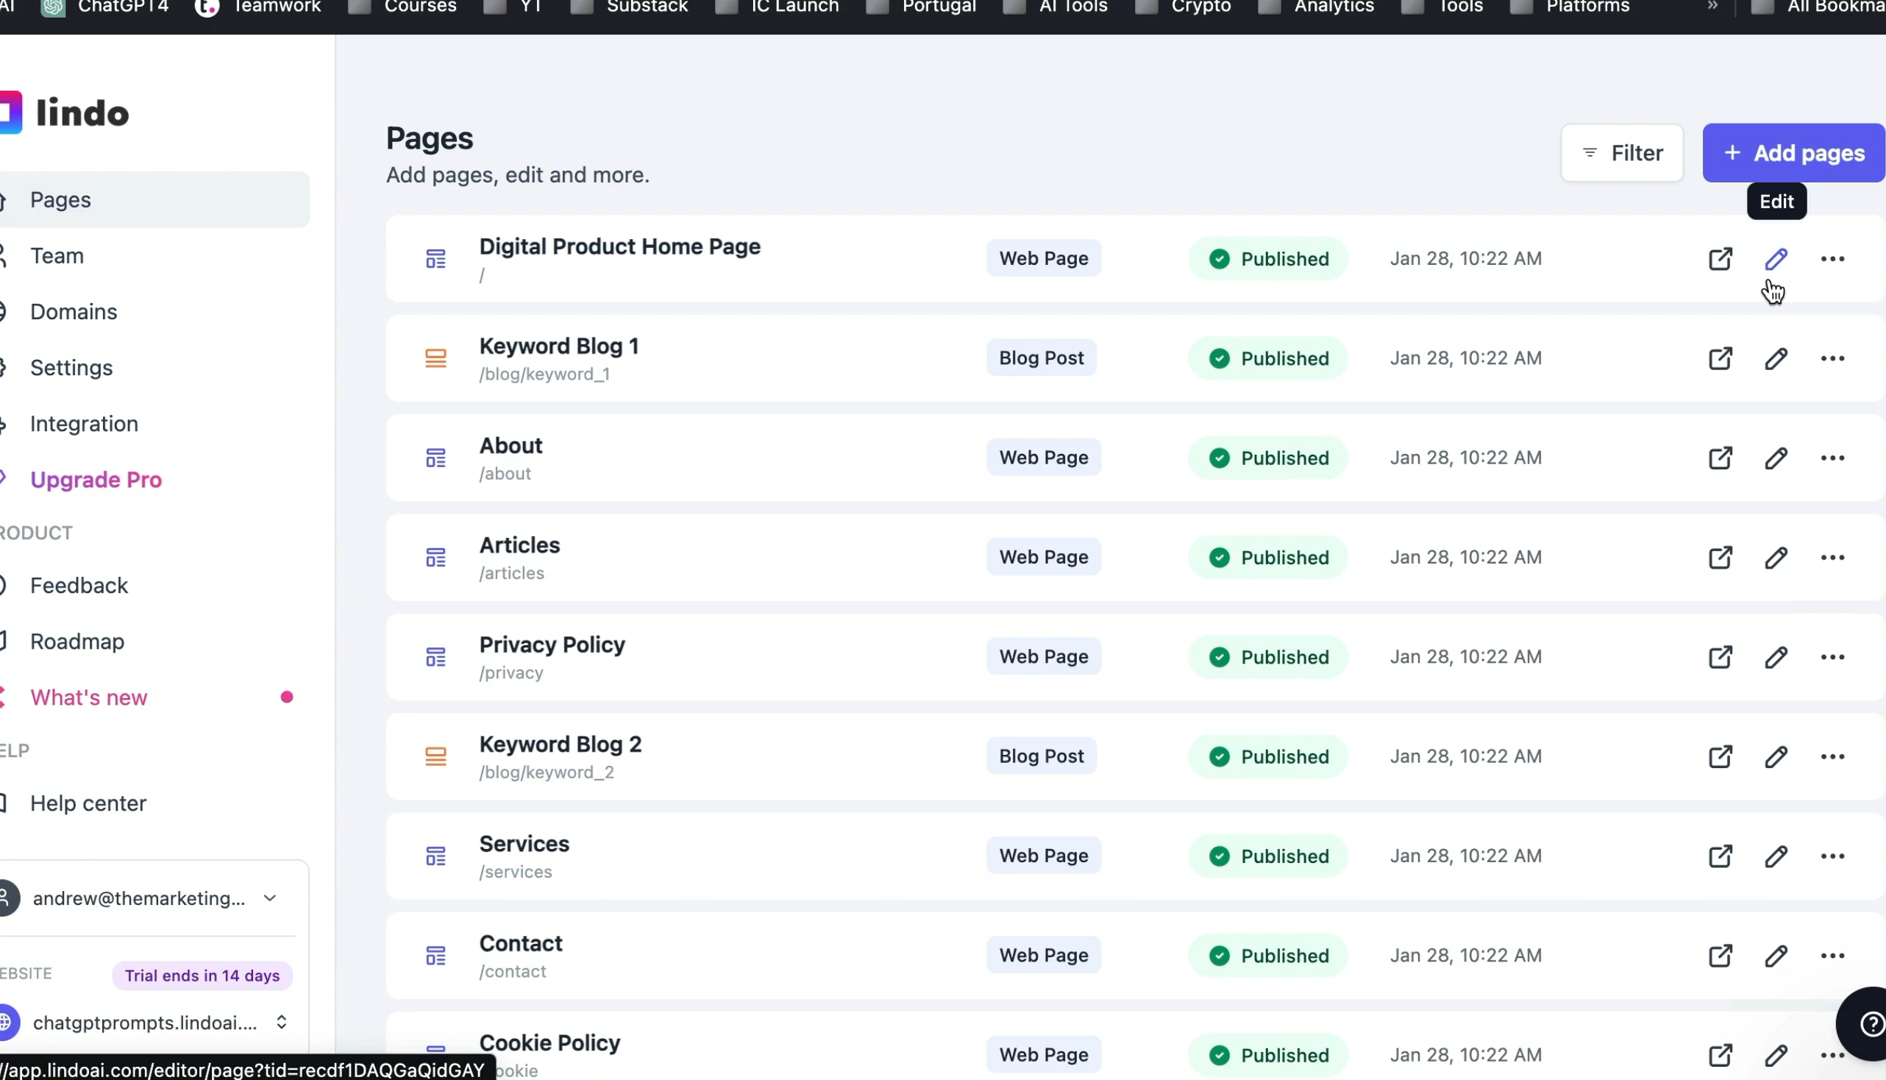 AI ChatGPT4 Teamwork Courses YT Substack IC Launch Portugal AI Tools Crypto Analytics Tools Platforms » All Bookma
lindo
Pages
Team
Domains
Settings
Integration
Upgrade Pro
RODUCT
Feedback
Roadmap
What's new
ELP
Help center
andrew@themarketing...
EBSITE Trial ends in 14 days
chatgptprompts.lindoai....
/app.lindoai.com/editor/page?tid=recdf1DAQGaQidGAY
Pages
Add pages, edit and more.
Filter
+ Add pages
Edit
Digital Product Home Page Web Page Published Jan 28, 10:22 AM
/
Keyword Blog 1 Blog Post Published Jan 28, 10:22 AM
/blog/keyword_1
About Web Page Published Jan 28, 10:22 AM
/about
Articles Web Page Published Jan 28, 10:22 AM
/articles
Privacy Policy Web Page Published Jan 28, 10:22 AM
/privacy
Keyword Blog 2 Blog Post Published Jan 28, 10:22 AM
/blog/keyword_2
Services Web Page Published Jan 28, 10:22 AM
/services
Contact Web Page Published Jan 28, 10:22 AM
/contact
Cookie Policy Web Page Published Jan 28, 10:22 AM
ookie